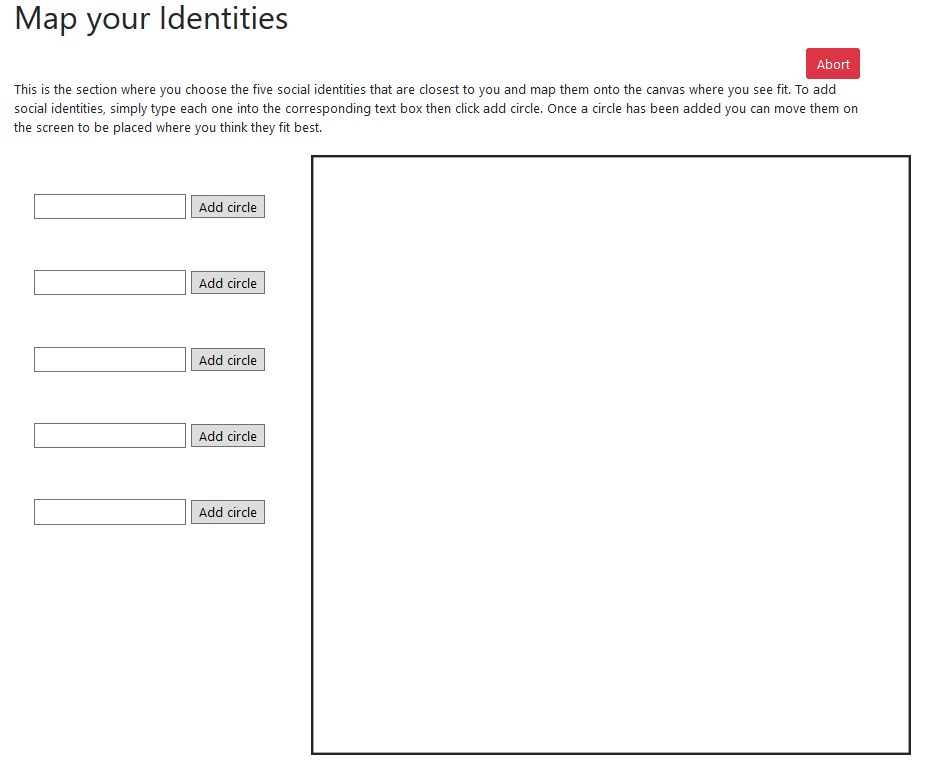 Map your Identities
Abort
This is the section where you choose the five social identities that are closest to you and map them onto the canvas where you see fit. To add
social identities, simply type each one into the corresponding text box then click add circle. Once a circle has been added you can move them on
the screen to be placed where you think they fit best.
Add circle
Add circle
Add circle
Add circle
Add circle